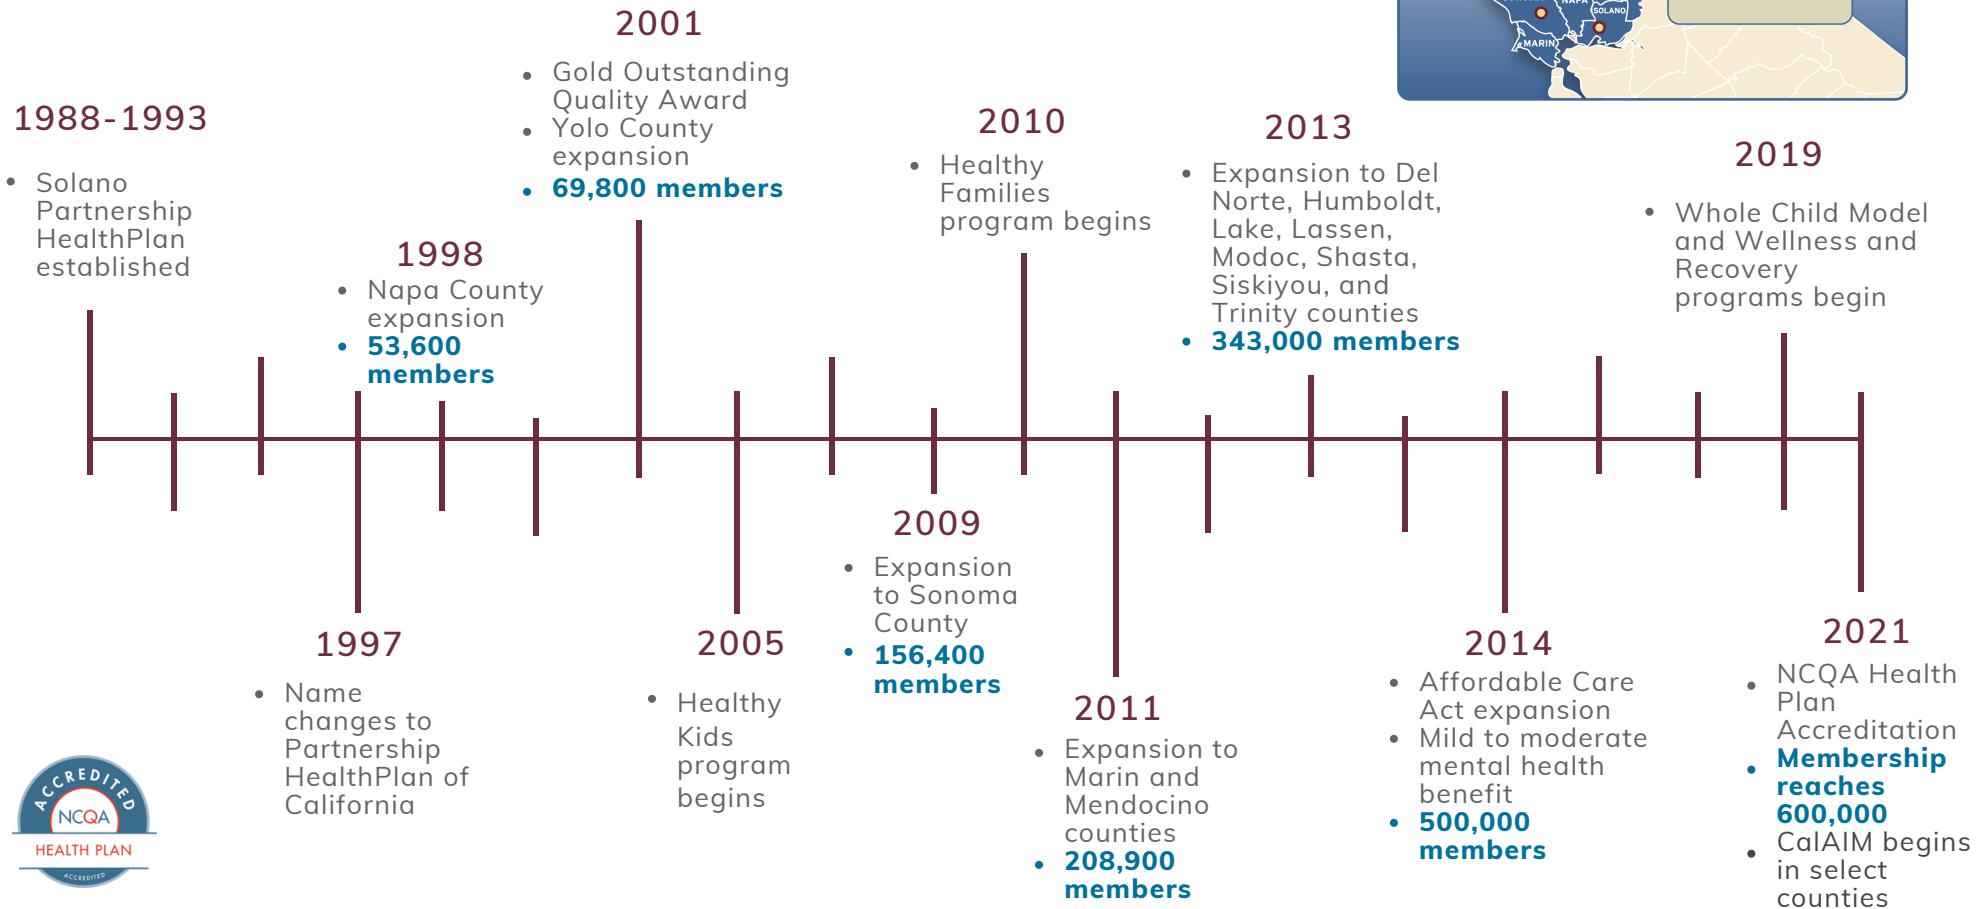 NAPA
SOLANO
MARIN
1988-1993
Solano
Partnership
HealthPlan
established
1997
Name
changes to
Partnership
HealthPlan of
California
1998
Napa County
expansion
53,600
members
2001
Gold Outstanding
Quality Award
Yolo County
expansion
69,800 members
2005
Healthy
Kids
program
begins
2009
Expansion
to Sonoma
County
156,400
members
2010
Healthy
Families
program begins
2011
Expansion to
Marin and
Mendocino
counties
208,900
members
2013
Expansion to Del
Norte, Humboldt,
Lake, Lassen,
Modoc, Shasta,
Siskiyou, and
Trinity counties
343,000 members
2014
Affordable Care
Act expansion
Mild to moderate
mental health
benefit
500,000
members
2019
Whole Child Model
and Wellness and
Recovery
programs begin
2021
NCQA Health
Plan
Accreditation
Membership
reaches
600,000
CalAIM begins
in select
counties
ACCREDITED
NCQA
HEALTH PLAN
ACCREDITED